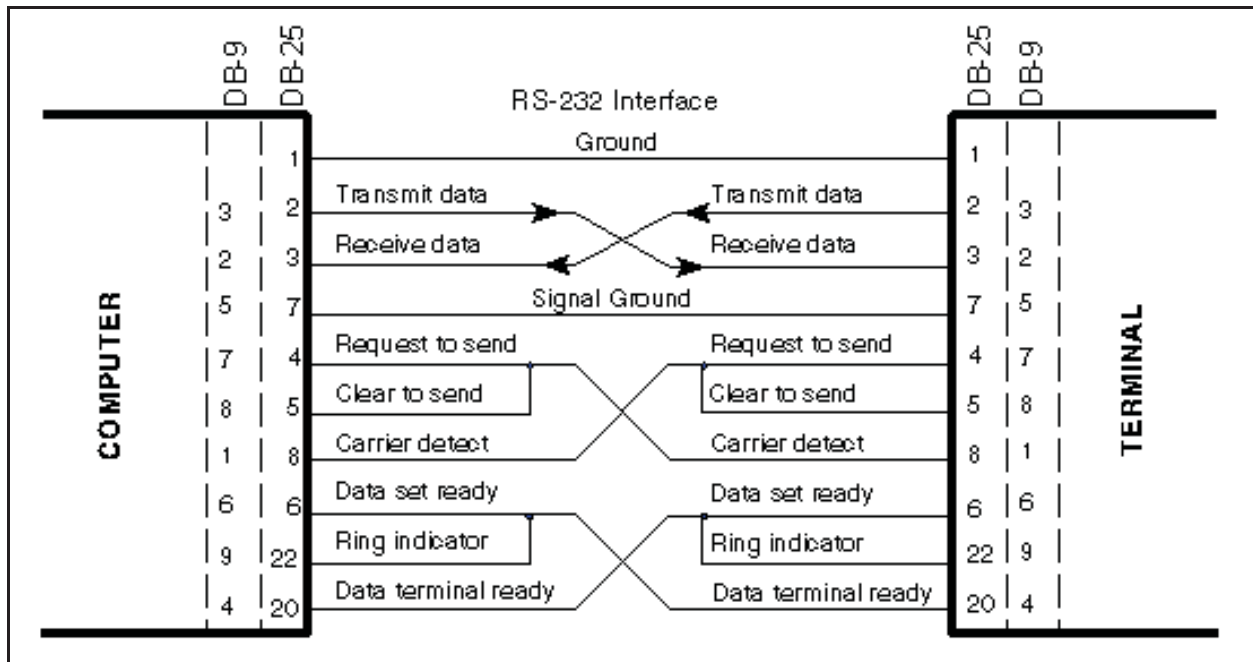 DB-9 DB-25 DB-25 DB-9
RS-232 Interface
Ground
1 1
Transmit data Transmit data
3 2 2 3
Receive data Receive data
2 3 3 2
Signal Ground
5 7 7 5
Request to send Request to send
7 4 4 7
Clear to send Clear to send
8 5 5 8
Carrier detect Carrier detect
1 8 8 1
Data set ready Data set ready
6 6 6 6
Ring indicator Ring indicator
9 22 22 9
Data terminal ready Data terminal ready
4 20 20 4
COMPUTER
TERMINAL